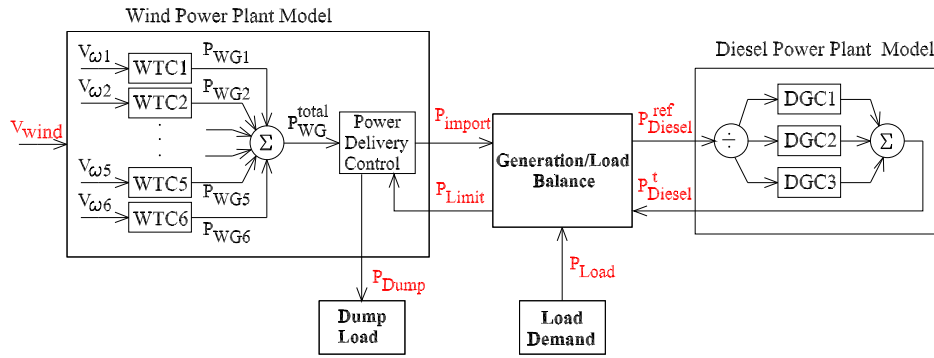 Wind Power Plant Model
Diesel Power Plant Model
Vω1
WTC1
PWG1
Vω2
WTC2
PWG2
Vwind
Σ
PWG^total
Power
Delivery
Control
Pimport
Generation/Load
Balance
PDiesel^ref
÷
DGC1
DGC2
DGC3
Σ
Vω5
WTC5
PWG5
Vω6
WTC6
PWG6
PLimit
PDiesel^t
PDump
PLoad
Dump
Load
Load
Demand